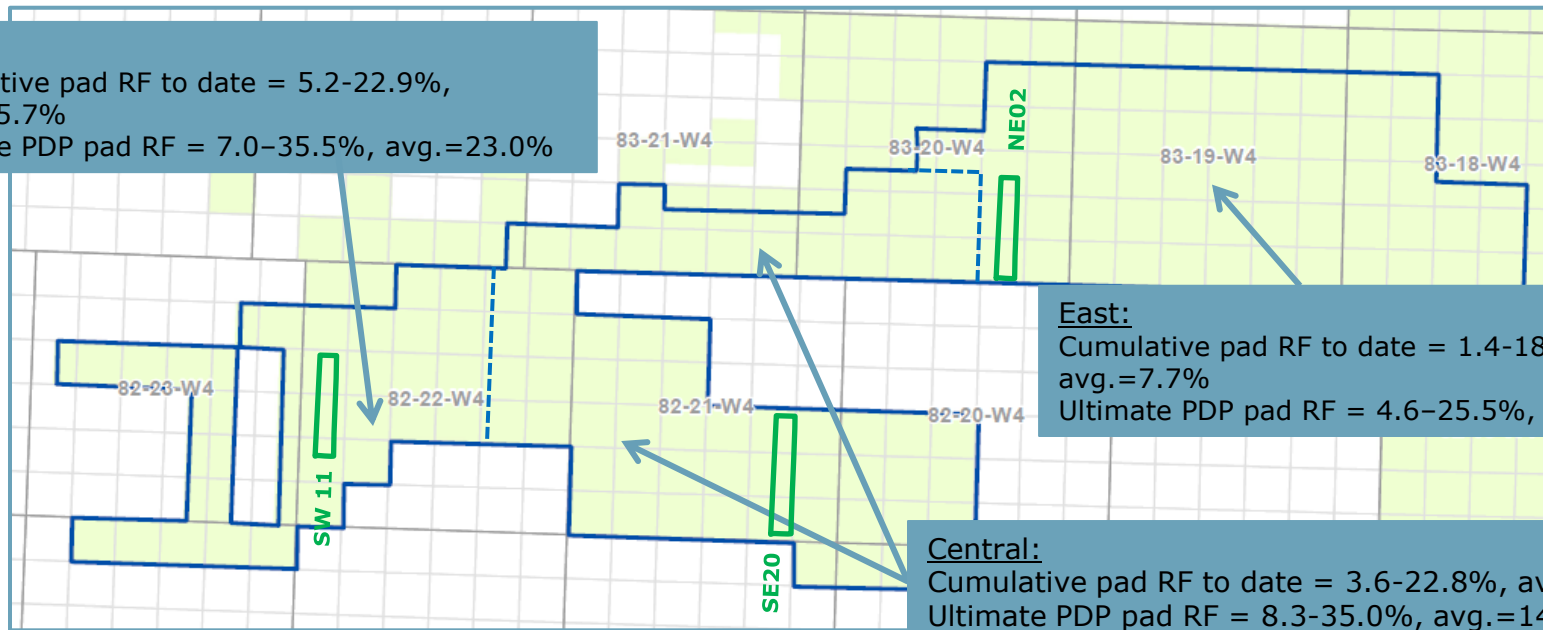 ative pad RF to date = 5.2-22.9%,
5.7%
e PDP pad RF = 7.0–35.5%, avg.=23.0%
83-21-W4
83-20-W4
NE02
83-19-W4
83-18-W4
East:
Cumulative pad RF to date = 1.4-18
avg.=7.7%
Ultimate PDP pad RF = 4.6–25.5%,
82-23-W4
82-22-W4
82-21-W4
82-20-W4
SW 11
SE20
Central:
Cumulative pad RF to date = 3.6-22.8%, av
Ultimate PDP pad RF = 8.3-35.0%, avg.=14